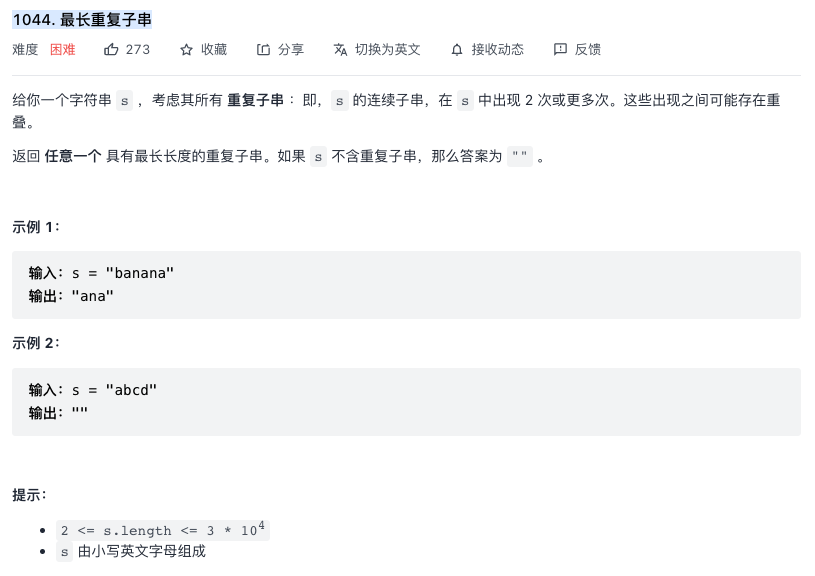 1044. 最长重复子串
难度 困难 273 收藏 分享 切换为英文 接收动态 反馈
给你一个字符串 s ，考虑其所有 重复子串 ：即，s 的连续子串，在 s 中出现 2 次或更多次。这些出现之间可能存在重
叠。
返回 任意一个 具有最长长度的重复子串。如果 s 不含重复子串，那么答案为 "" 。
示例 1：
输入：s = "banana"
输出："ana"
示例 2：
输入：s = "abcd"
输出：""
提示：
• 2 <= s.length <= 3 * 10⁴
• s 由小写英文字母组成